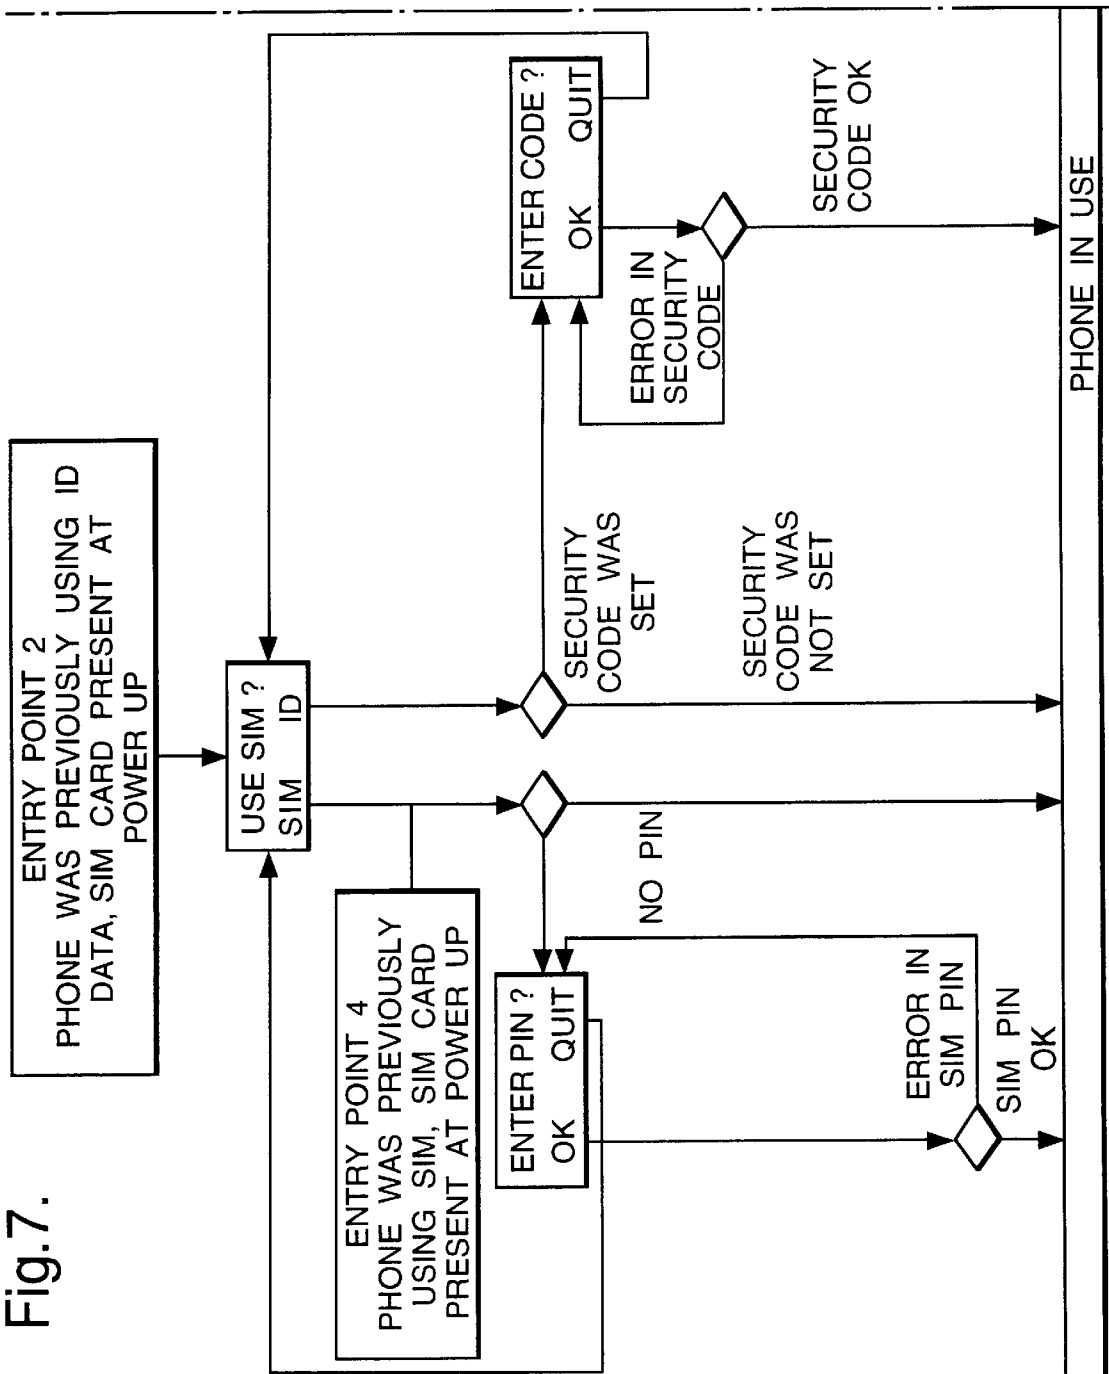 Fig.7.
ENTRY POINT 2
PHONE WAS PREVIOUSLY USING ID
DATA, SIM CARD PRESENT AT
POWER UP
USE SIM ?
SIM ID
ENTRY POINT 4
PHONE WAS PREVIOUSLY
USING SIM, SIM CARD
PRESENT AT POWER UP
ENTER PIN ?
OK QUIT
NO PIN
ERROR IN
SIM PIN
SIM PIN
OK
SECURITY
CODE WAS
SET
SECURITY
CODE WAS
NOT SET
ENTER CODE ?
OK QUIT
ERROR IN
SECURITY
CODE
SECURITY
CODE OK
PHONE IN USE